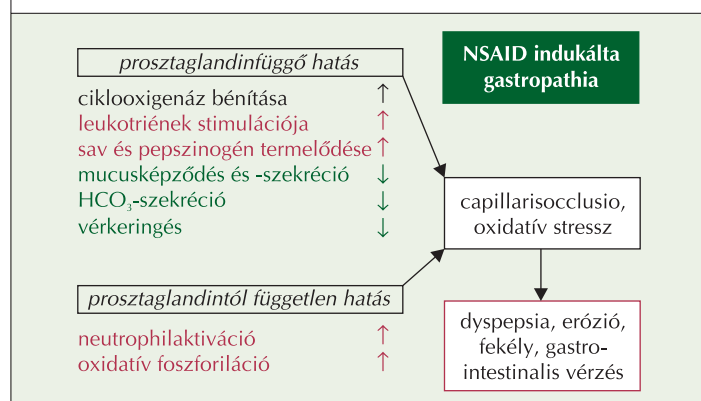 NSAID indukálta
gastropathia
prosztaglandinfüggő hatás
ciklooxigenáz bénítása ↑
leukotriének stimulációja ↑
sav és pepszinogén termelődése ↑
mucusképződés és -szekréció ↓
HCO₃-szekréció ↓
vérkeringés ↓
capillarisocclusio,
oxidatív stressz
prosztaglandintól független hatás
neutrophilaktiváció ↑
oxidatív foszforiláció ↑
dyspepsia, erózió,
fekély, gastro-
intestinalis vérzés